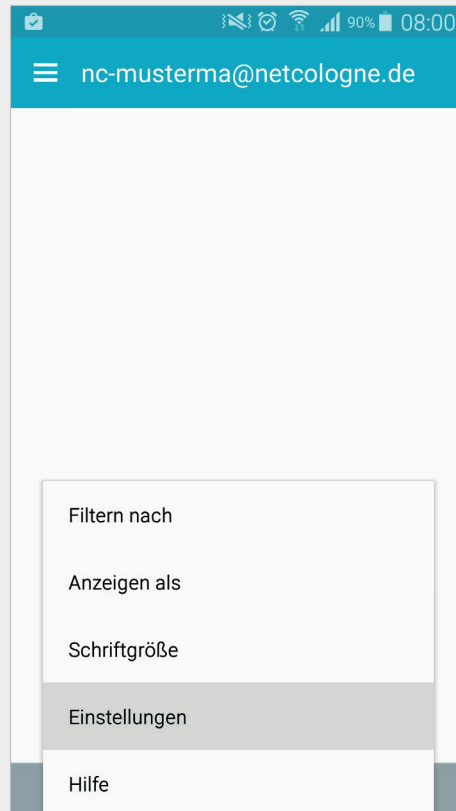 90% 08:00
nc-musterma@netcologne.de
Filtern nach
Anzeigen als
Schriftgröße
Einstellungen
Hilfe